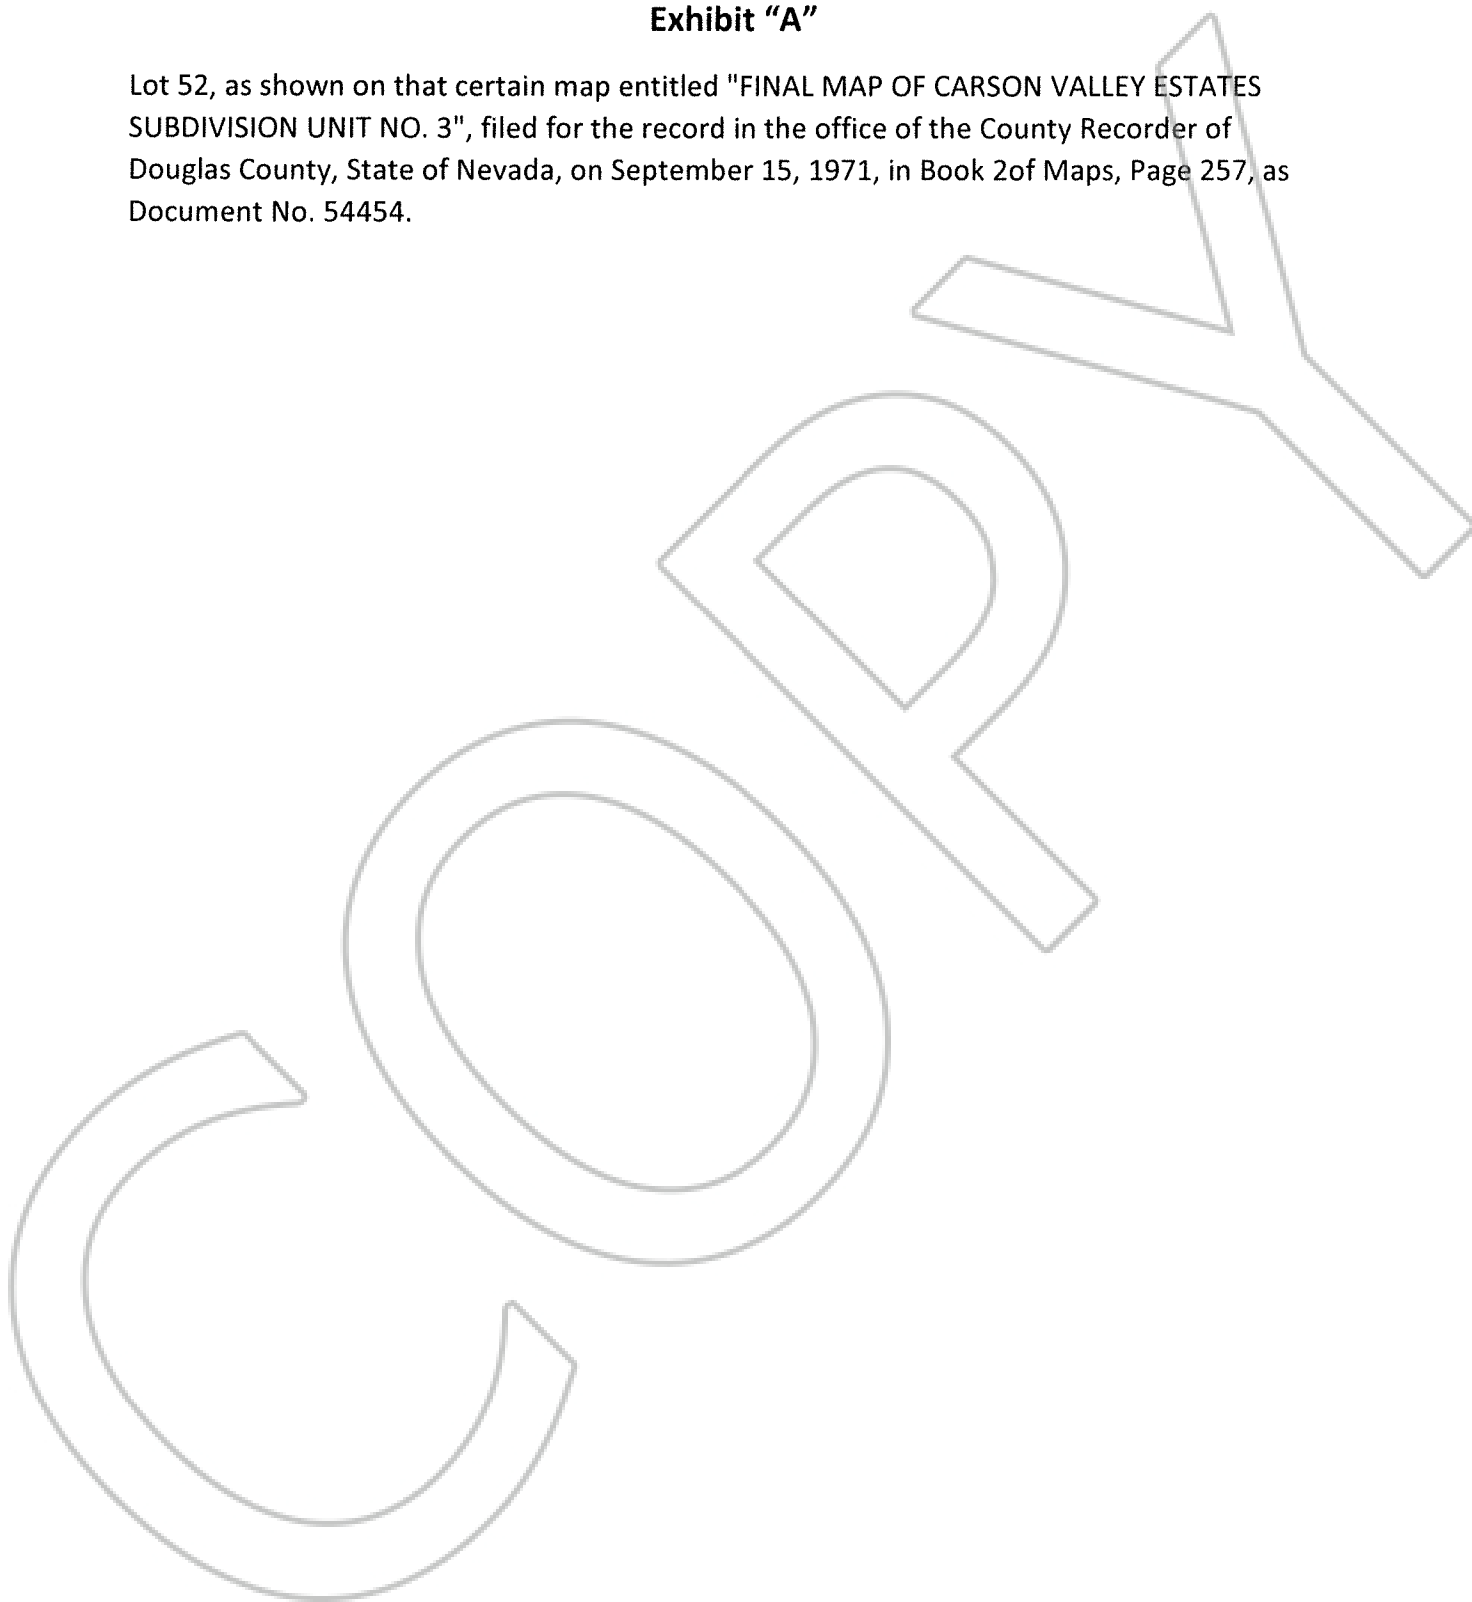 Exhibit “A”
Lot 52, as shown on that certain map entitled "FINAL MAP OF CARSON VALLEY ESTATES
SUBDIVISION UNIT NO. 3", filed for the record in the office of the County Recorder of
Douglas County, State of Nevada, on September 15, 1971, in Book 2of Maps, Page 257, as
Document No. 54454.
COPY